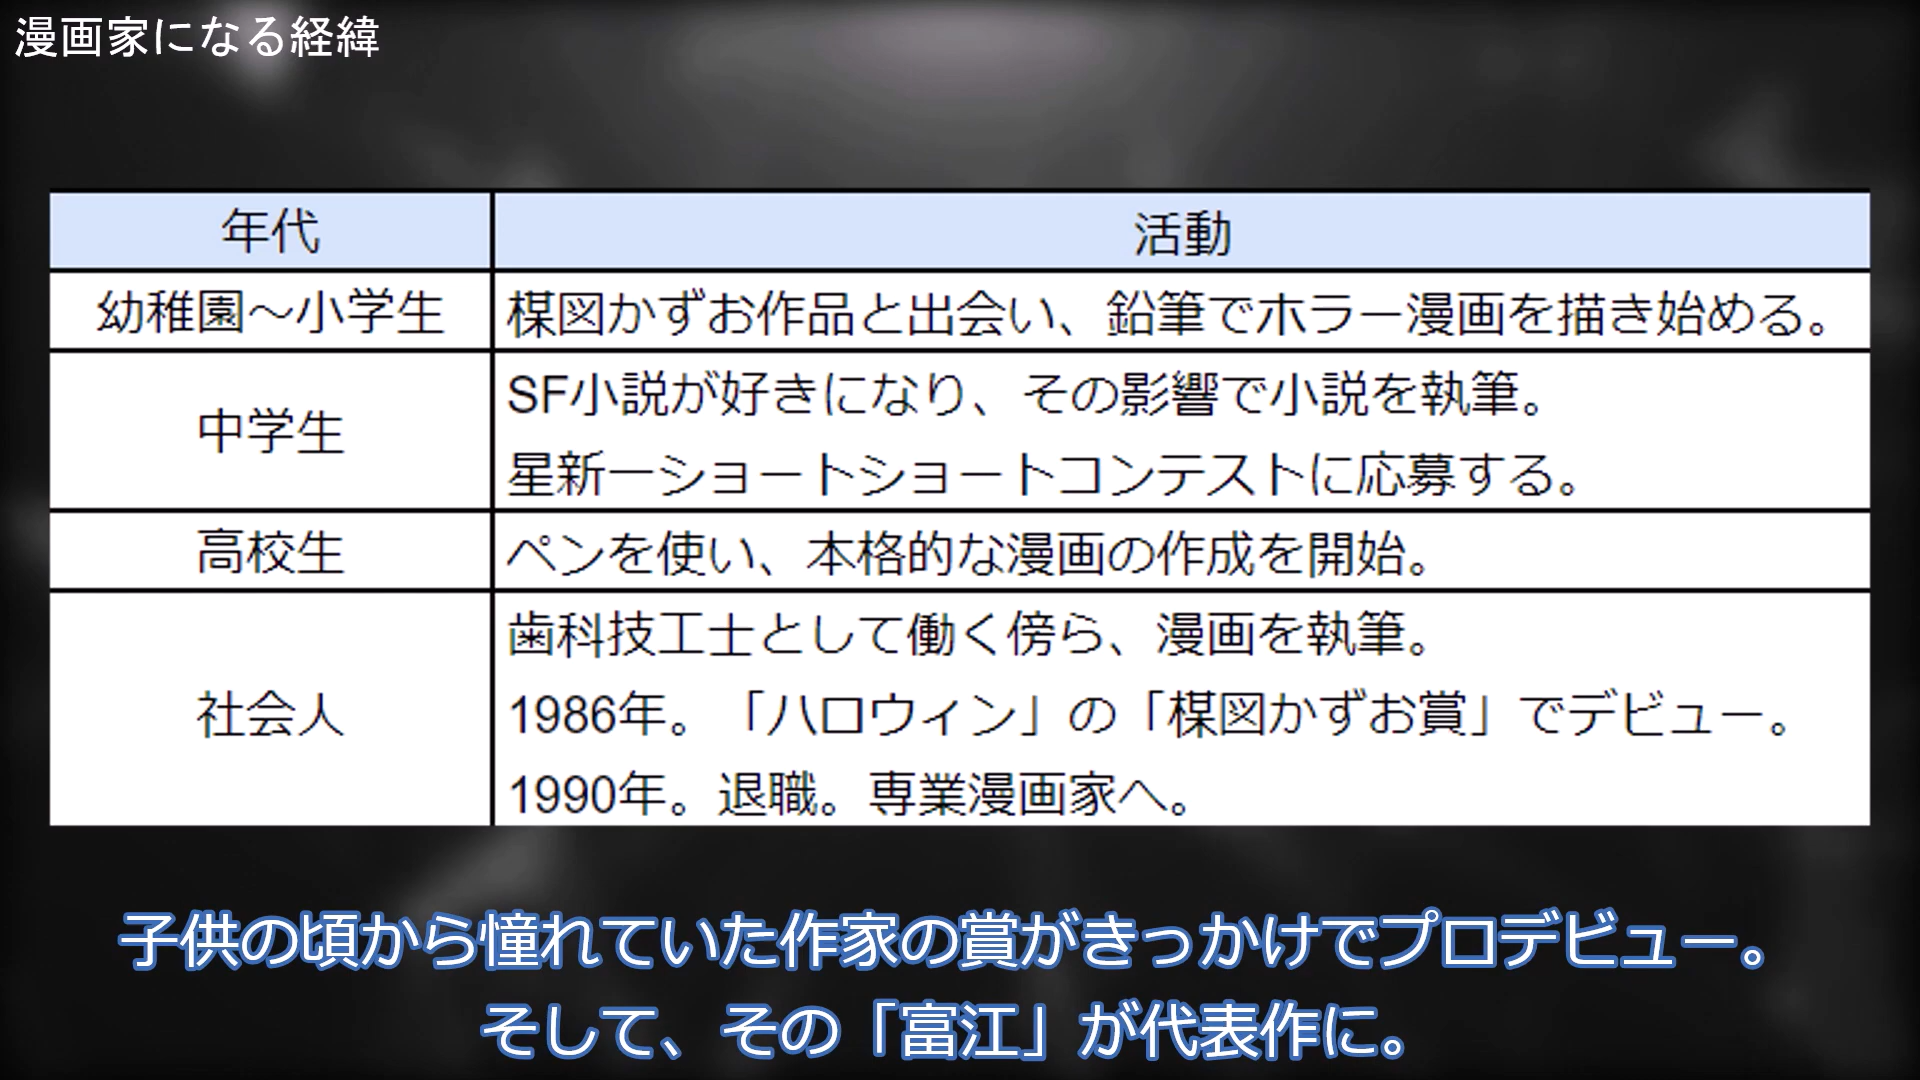 漫画家になる経緯
年代
活動
幼稚園～小学生
楳図かずお作品と出会い、鉛筆でホラー漫画を描き始める。
中学生
SF小説が好きになり、その影響で小説を執筆。
星新一ショートショートコンテストに応募する。
高校生
ペンを使い、本格的な漫画の作成を開始。
社会人
歯科技工士として働く傍ら、漫画を執筆。
1986年。「ハロウィン」の「楳図かずお賞」でデビュー。
1990年。退職。専業漫画家へ。
子供の頃から憧れていた作家の賞がきっかけでプロデビュー。
そして、その「富江」が代表作に。